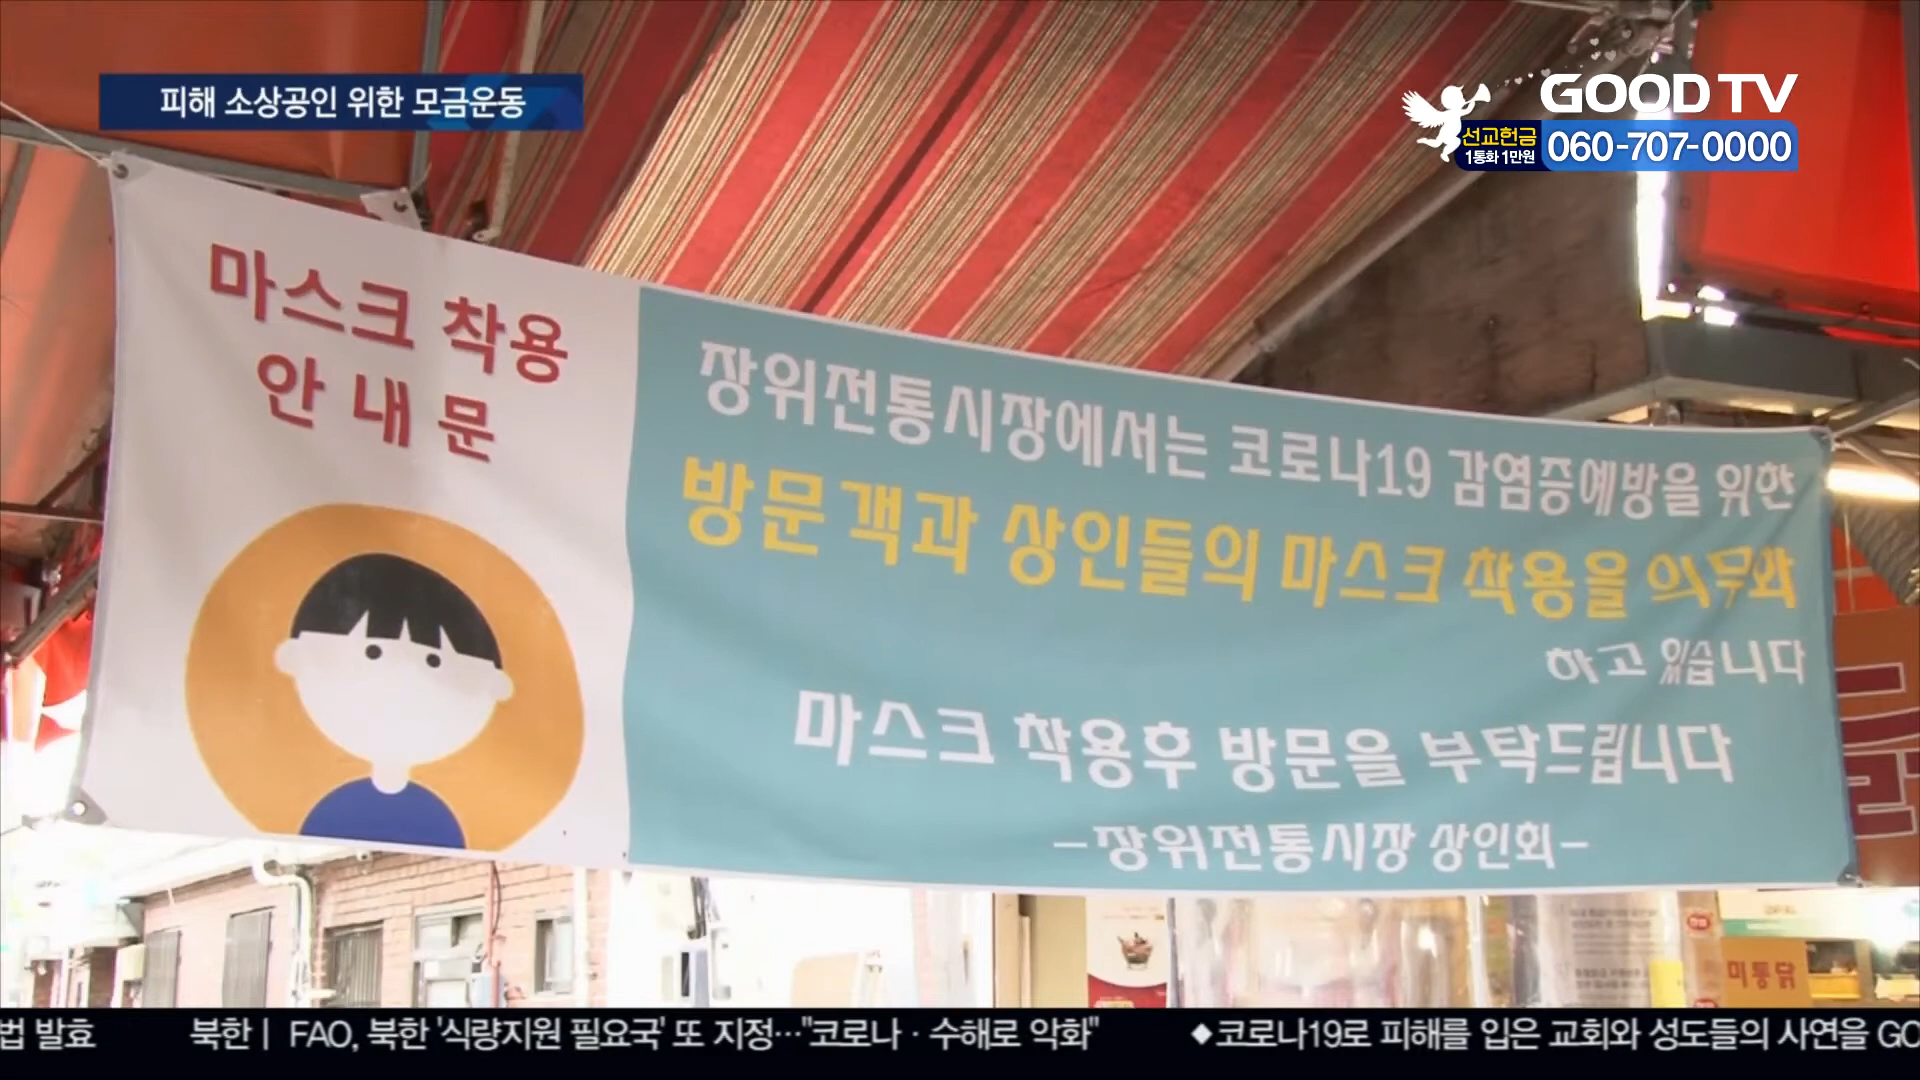 피해 소상공인 위한 모금운동
GOOD TV
선교헌금
1통화 1만원
060-707-0000
마스크 착용
안내문
장위전통시장에서는 코로나19 감염증예방을 위한
방문객과 상인들의 마스크 착용을 의무화
하고 있습니다
마스크 착용후 방문을 부탁드립니다
-장위전통시장 상인회-
미통닭
법 발효 북한 | FAO, 북한 '식량지원 필요국' 또 지정…"코로나·수해로 악화" ◆코로나19로 피해를 입은 교회와 성도들의 사연을 GO